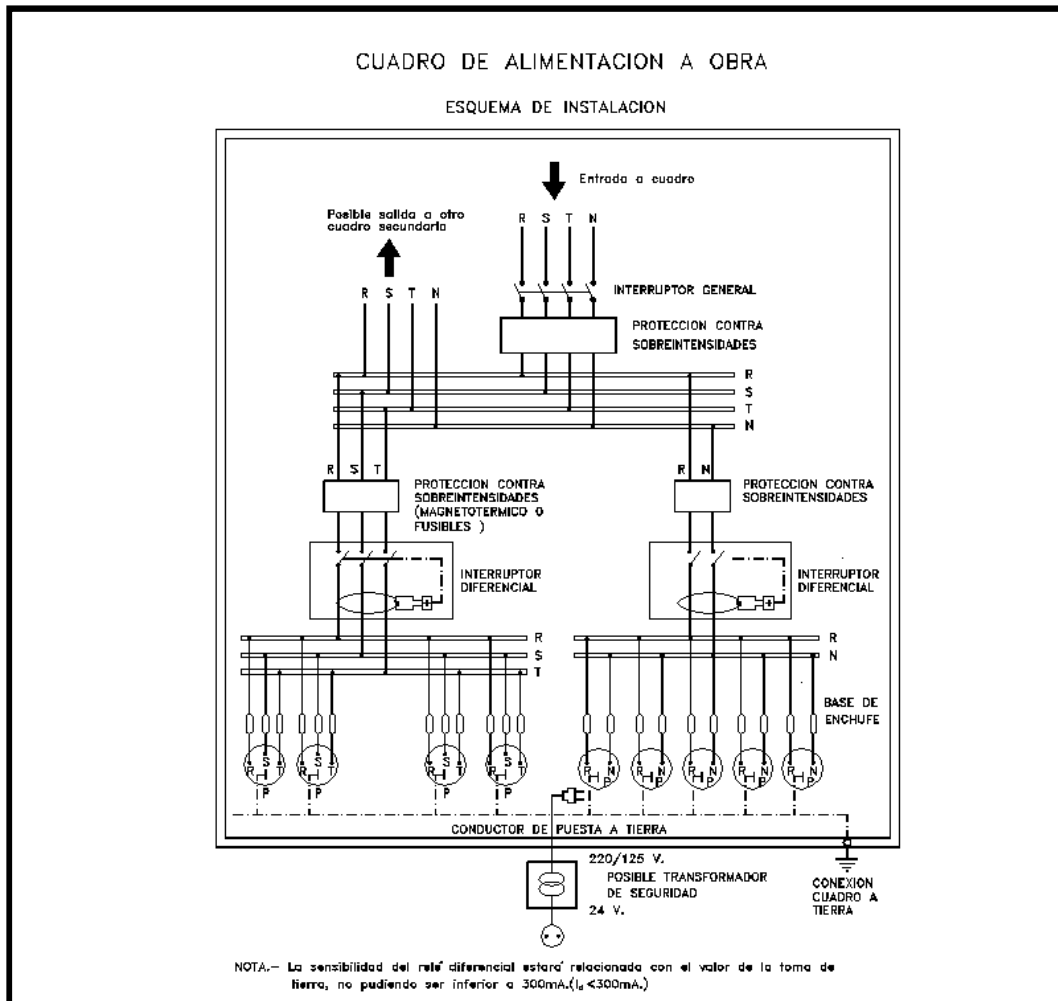 CUADRO DE ALIMENTACION A OBRA
ESQUEMA DE INSTALACION
Entrada a cuadro
Posible salida a otro
cuadro secundaria
R S T N
R S T N
INTERRUPTOR GENERAL
PROTECCION CONTRA
SOBREINTENSIDADES
R
S
T
N
R S T
R N
PROTECCION CONTRA
SOBREINTENSIDADES
(MAGNETOTERMICO O
FUSIBLES )
PROTECCION CONTRA
SOBREINTENSIDADES
INTERRUPTOR
DIFERENCIAL
INTERRUPTOR
DIFERENCIAL
R
S
T
R
N
BASE DE
ENCHUFE
R S T P
R S T P
R S T P
R S T P
R N P
R N P
R N P
R N P
R N P
CONDUCTOR DE PUESTA A TIERRA
220/125 V.
POSIBLE TRANSFORMADOR
DE SEGURIDAD
24 V.
CONEXION
CUADRO A
TIERRA
NOTA.- La sensibilidad del relé diferencial estará relacionada con el valor de la toma de
tierra, no pudiendo ser inferior a 300mA.(Id <300mA.)